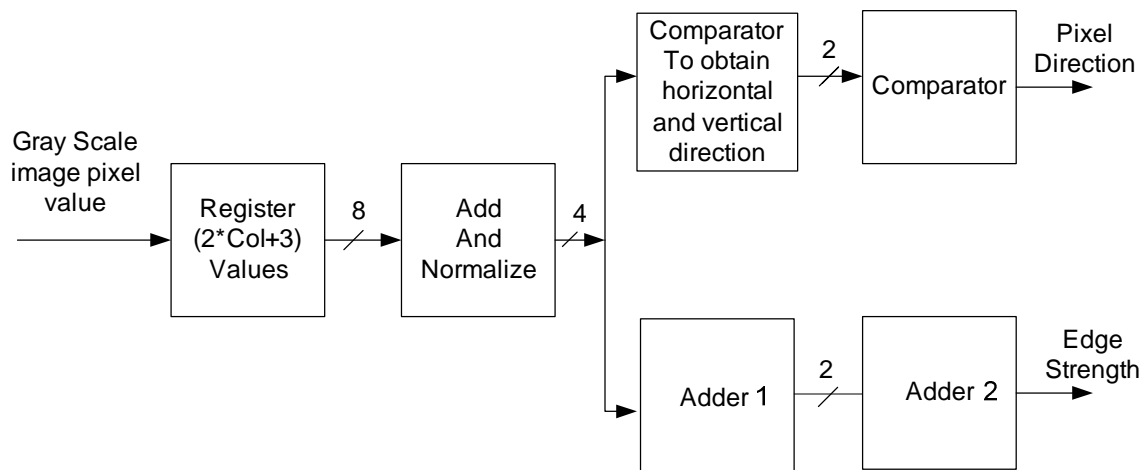 Gray Scale
image pixel
value
Register
(2*Col+3)
Values
8
Add
And
Normalize
4
Comparator
To obtain
horizontal
and vertical
direction
2
Comparator
Pixel
Direction
Adder 1
2
Adder 2
Edge
Strength